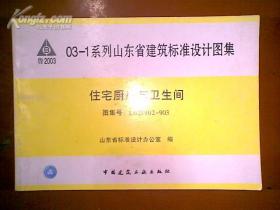 鲁2003
03-1系列山东省建筑标准设计图集
住宅厨房与卫生间
图集号
902-903
山东省标准设计办公室 编
中国建筑工业出版社